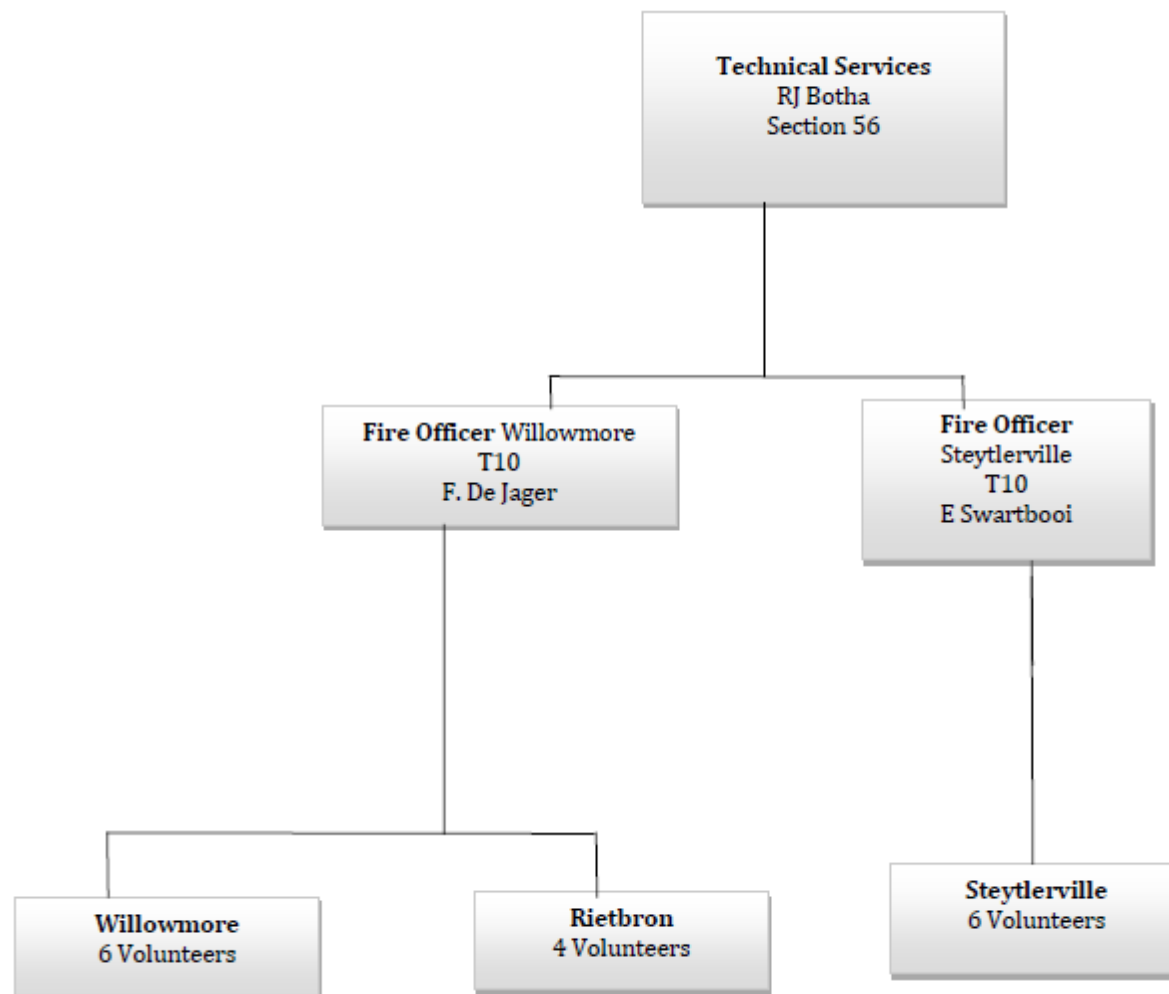 Technical Services
RJ Botha
Section 56
Fire Officer Willowmore
T10
F. De Jager
Fire Officer
Steytlerville
T10
E Swartbooi
Willowmore
6 Volunteers
Rietbron
4 Volunteers
Steytlerville
6 Volunteers